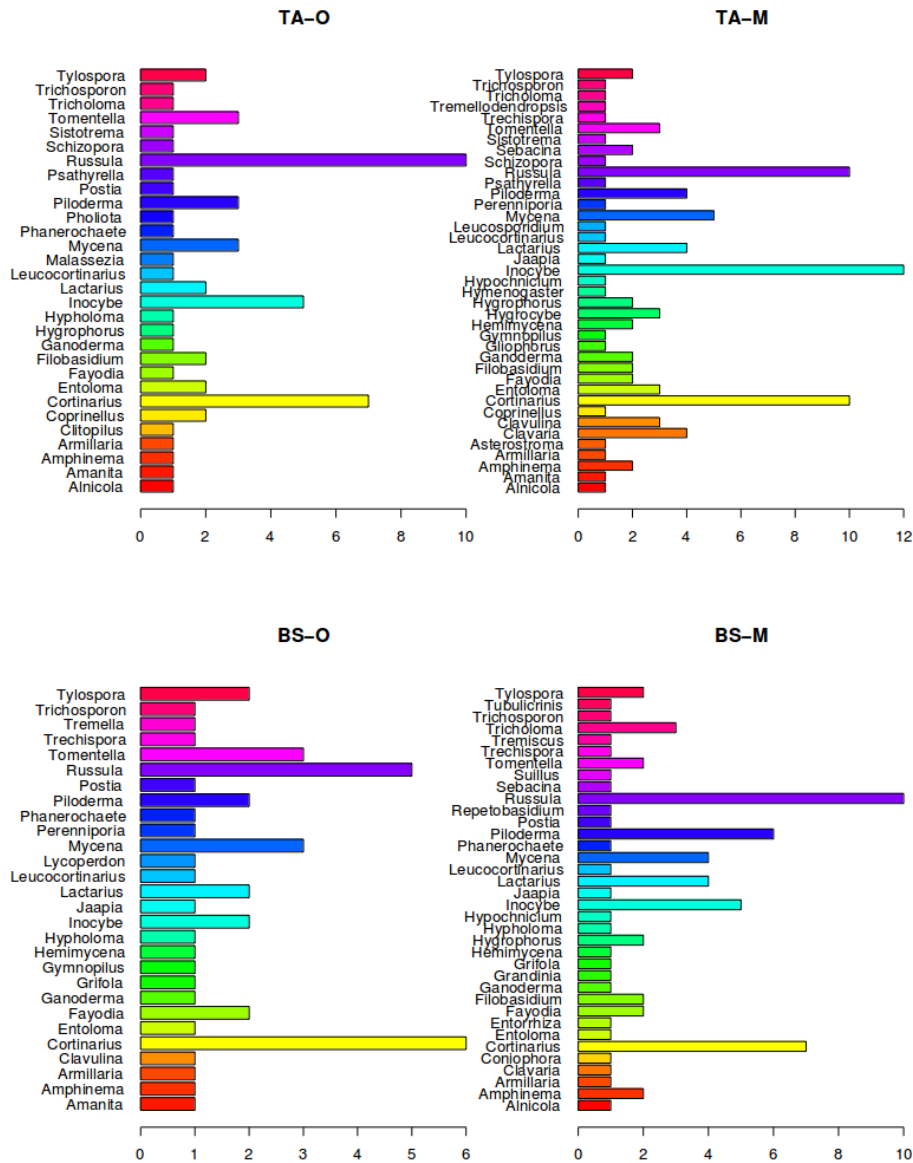 TA–O
Tylospora
Trichosporon
Tricholoma
Tomentella
Sistotrema
Schizopora
Russula
Psathyrella
Postia
Piloderma
Pholiota
Phanerochaete
Mycena
Malassezia
Leucocortinarius
Lactarius
Inocybe
Hypholoma
Hygrophorus
Ganoderma
Filobasidium
Fayodia
Entoloma
Cortinarius
Coprinellus
Clitopilus
Armillaria
Amphinema
Amanita
Alnicola
0 2 4 6 8 10
TA–M
Tylospora
Trichosporon
Tricholoma
Tremellodendropsis
Trechispora
Tomentella
Sistotrema
Sebacina
Schizopora
Russula
Psathyrella
Piloderma
Perenniporia
Mycena
Leucosporidium
Leucocortinarius
Lactarius
Jaapia
Inocybe
Hypochnicium
Hymenogaster
Hygrophorus
Hygrocybe
Hemimycena
Gymnopilus
Gliophorus
Ganoderma
Filobasidium
Fayodia
Entoloma
Cortinarius
Coprinellus
Clavulina
Clavaria
Asterostroma
Armillaria
Amphinema
Amanita
Alnicola
0 2 4 6 8 10 12
BS–O
Tylospora
Trichosporon
Tremella
Trechispora
Tomentella
Russula
Postia
Piloderma
Phanerochaete
Perenniporia
Mycena
Lycoperdon
Leucocortinarius
Lactarius
Jaapia
Inocybe
Hypholoma
Hemimycena
Gymnopilus
Grifola
Ganoderma
Fayodia
Entoloma
Cortinarius
Clavulina
Armillaria
Amphinema
Amanita
0 1 2 3 4 5 6
BS–M
Tylospora
Tubulicrinis
Trichosporon
Tricholoma
Tremiscus
Trechispora
Tomentella
Suillus
Sebacina
Russula
Repetobasidium
Postia
Piloderma
Phanerochaete
Mycena
Leucocortinarius
Lactarius
Jaapia
Inocybe
Hypochnicium
Hypholoma
Hygrophorus
Hemimycena
Grifola
Grandinia
Ganoderma
Filobasidium
Fayodia
Entorrhiza
Entoloma
Cortinarius
Coniophora
Clavaria
Armillaria
Amphinema
Alnicola
0 2 4 6 8 10